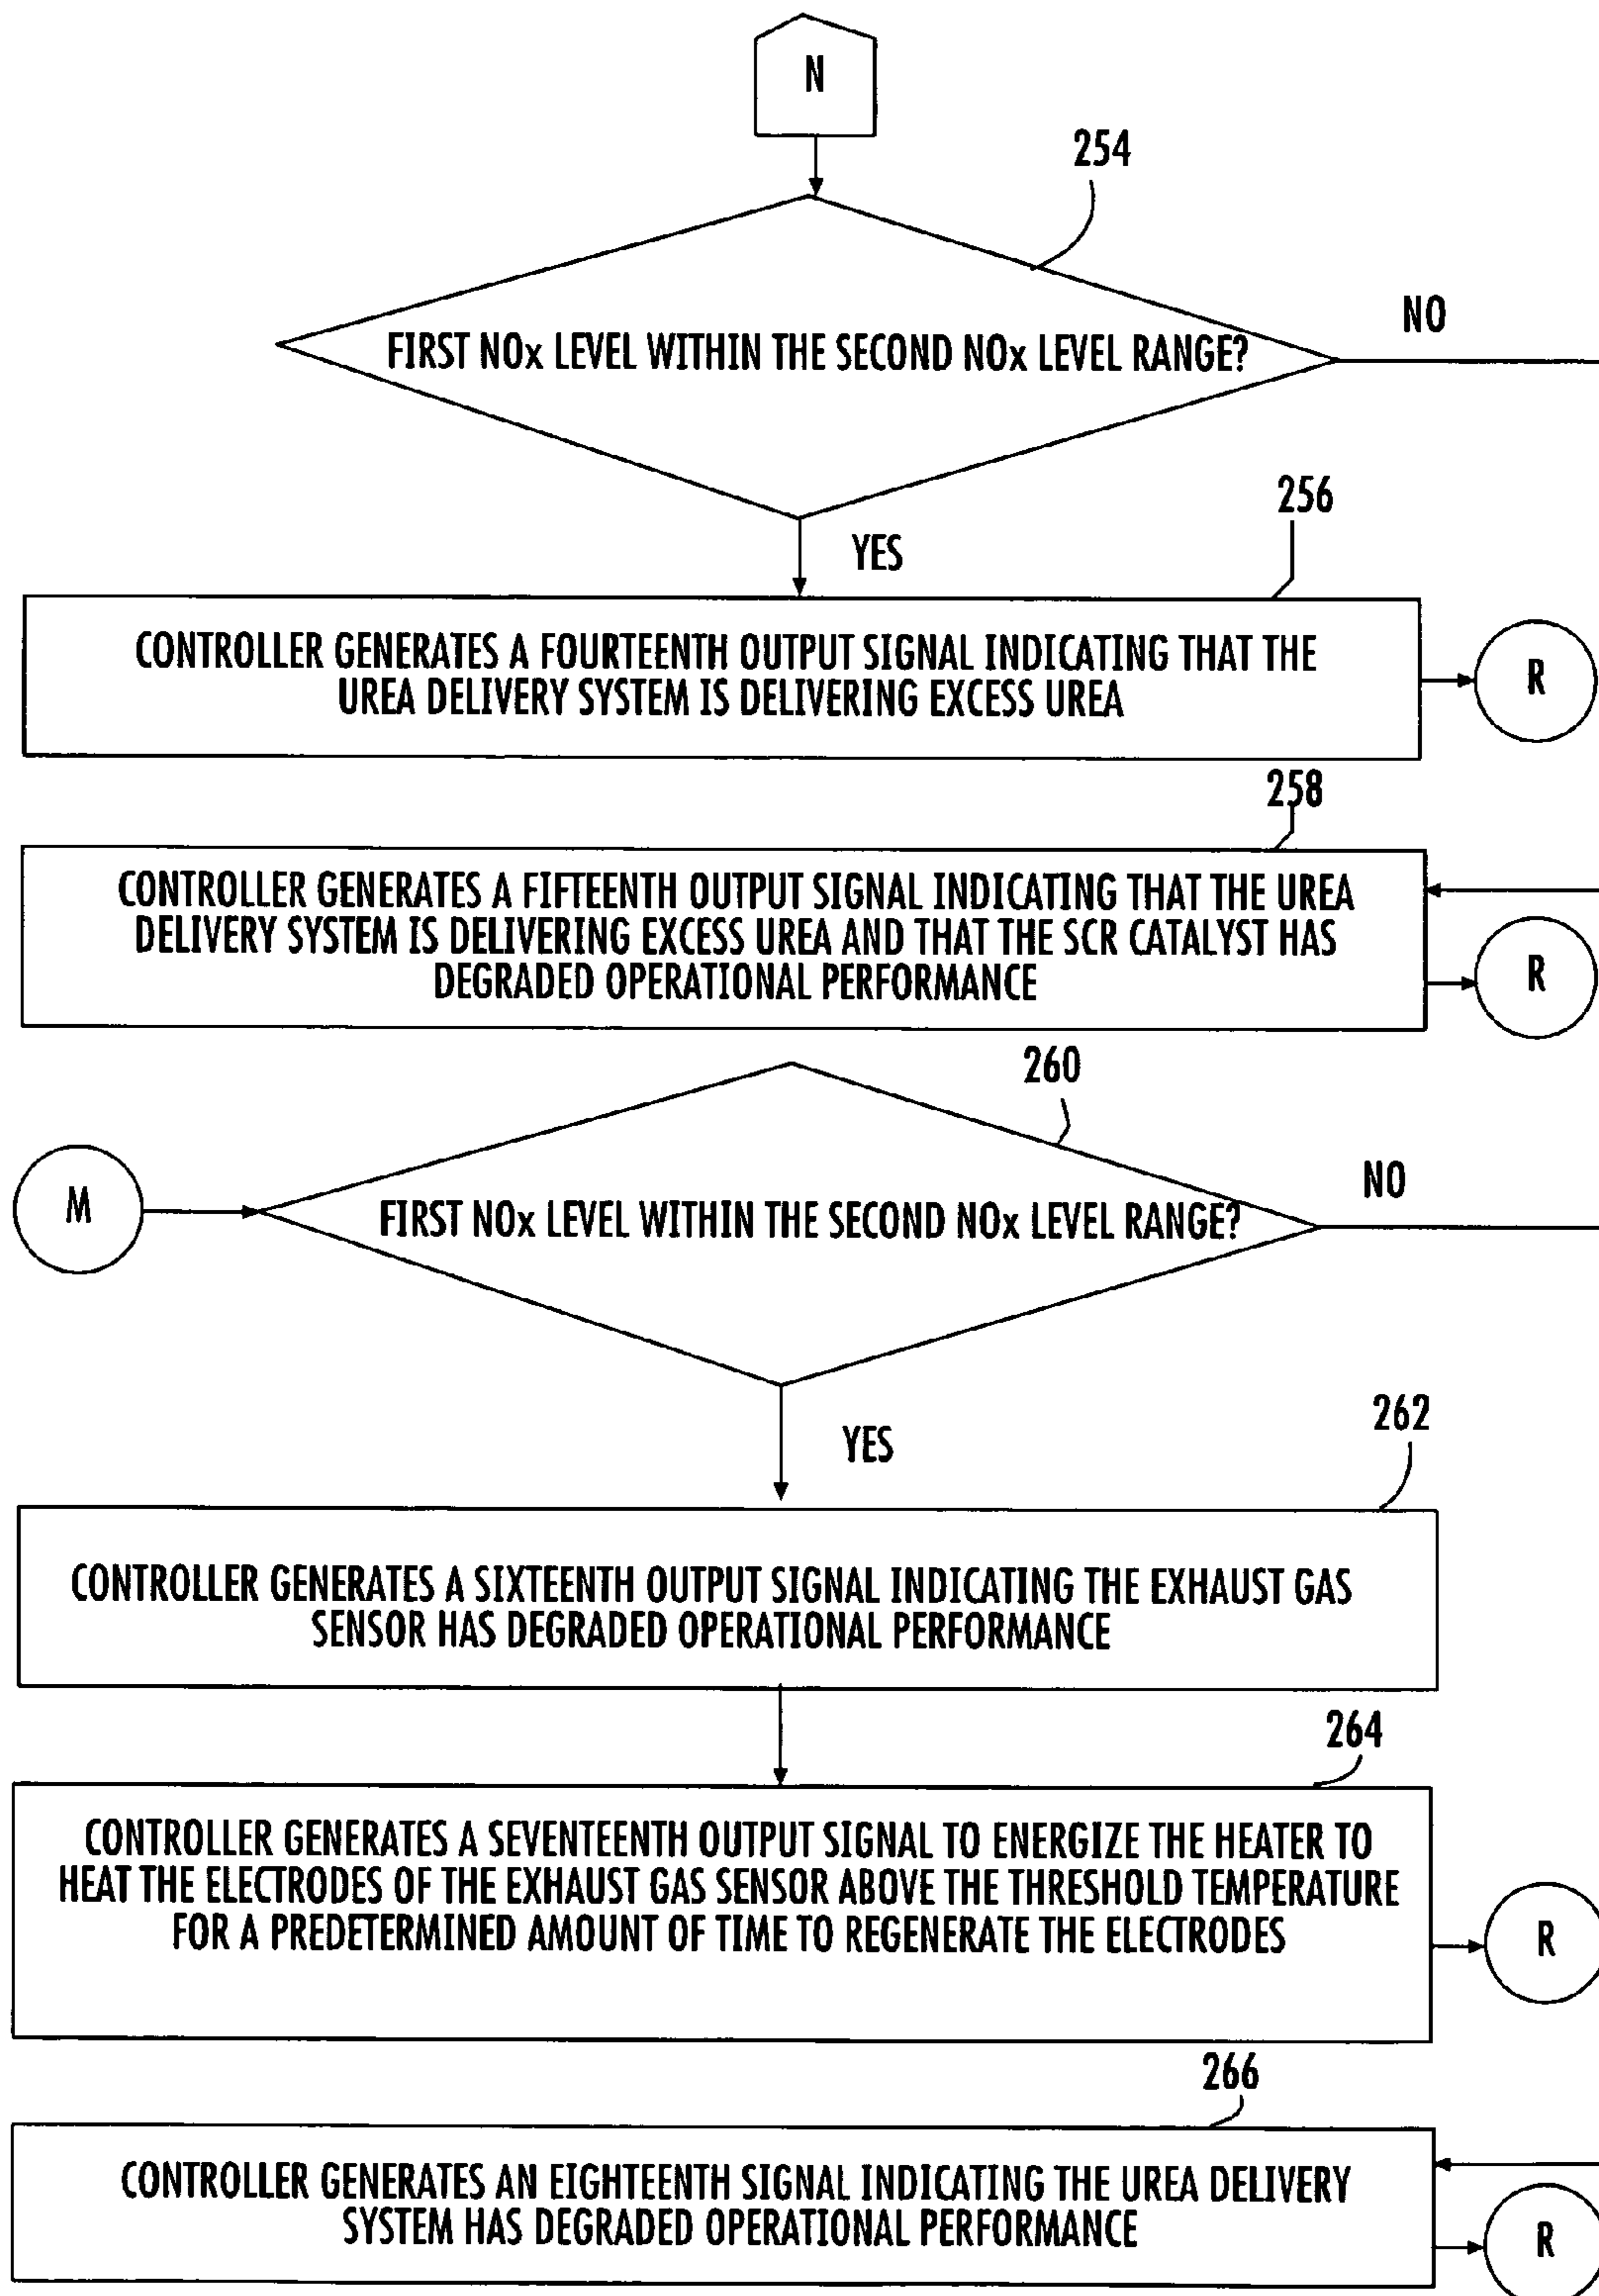 N
254
FIRST NOx LEVEL WITHIN THE SECOND NOx LEVEL RANGE?
NO
YES
256
CONTROLLER GENERATES A FOURTEENTH OUTPUT SIGNAL INDICATING THAT THE
UREA DELIVERY SYSTEM IS DELIVERING EXCESS UREA
R
258
CONTROLLER GENERATES A FIFTEENTH OUTPUT SIGNAL INDICATING THAT THE UREA
DELIVERY SYSTEM IS DELIVERING EXCESS UREA AND THAT THE SCR CATALYST HAS
DEGRADED OPERATIONAL PERFORMANCE
R
260
M
FIRST NOx LEVEL WITHIN THE SECOND NOx LEVEL RANGE?
NO
YES
262
CONTROLLER GENERATES A SIXTEENTH OUTPUT SIGNAL INDICATING THE EXHAUST GAS
SENSOR HAS DEGRADED OPERATIONAL PERFORMANCE
264
CONTROLLER GENERATES A SEVENTEENTH OUTPUT SIGNAL TO ENERGIZE THE HEATER TO
HEAT THE ELECTRODES OF THE EXHAUST GAS SENSOR ABOVE THE THRESHOLD TEMPERATURE
FOR A PREDETERMINED AMOUNT OF TIME TO REGENERATE THE ELECTRODES
R
266
CONTROLLER GENERATES AN EIGHTEENTH SIGNAL INDICATING THE UREA DELIVERY
SYSTEM HAS DEGRADED OPERATIONAL PERFORMANCE
R